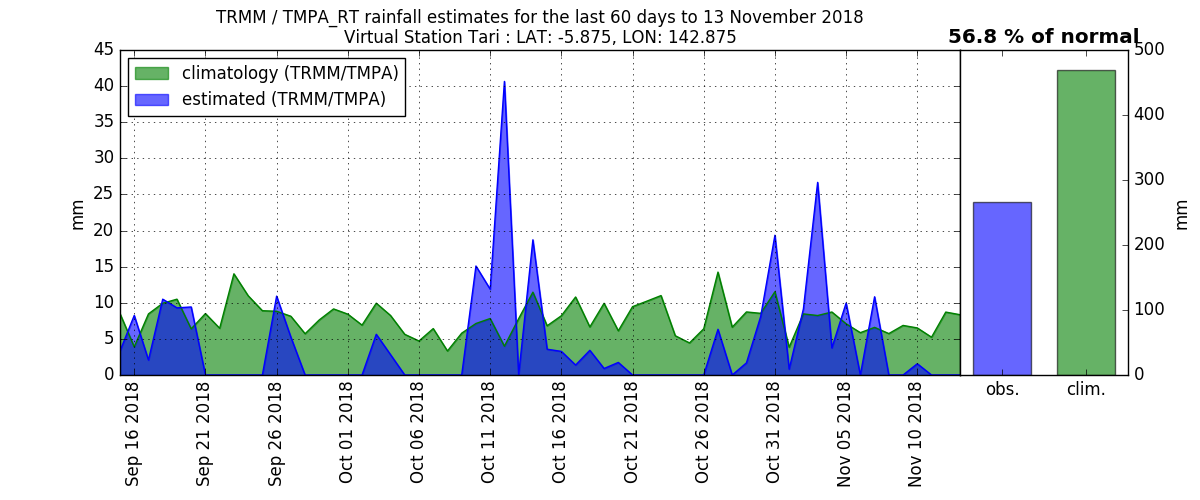 TRMM / TMPA_RT rainfall estimates for the last 60 days to 13 November 2018
Virtual Station Tari : LAT: -5.875, LON: 142.875
56.8 % of normal
climatology (TRMM/TMPA)
estimated (TRMM/TMPA)
mm
45
40
35
30
25
20
15
10
5
0
Sep 16 2018
Sep 21 2018
Sep 26 2018
Oct 01 2018
Oct 06 2018
Oct 11 2018
Oct 16 2018
Oct 21 2018
Oct 26 2018
Oct 31 2018
Nov 05 2018
Nov 10 2018
obs.
clim.
500
400
300
200
100
0
mm